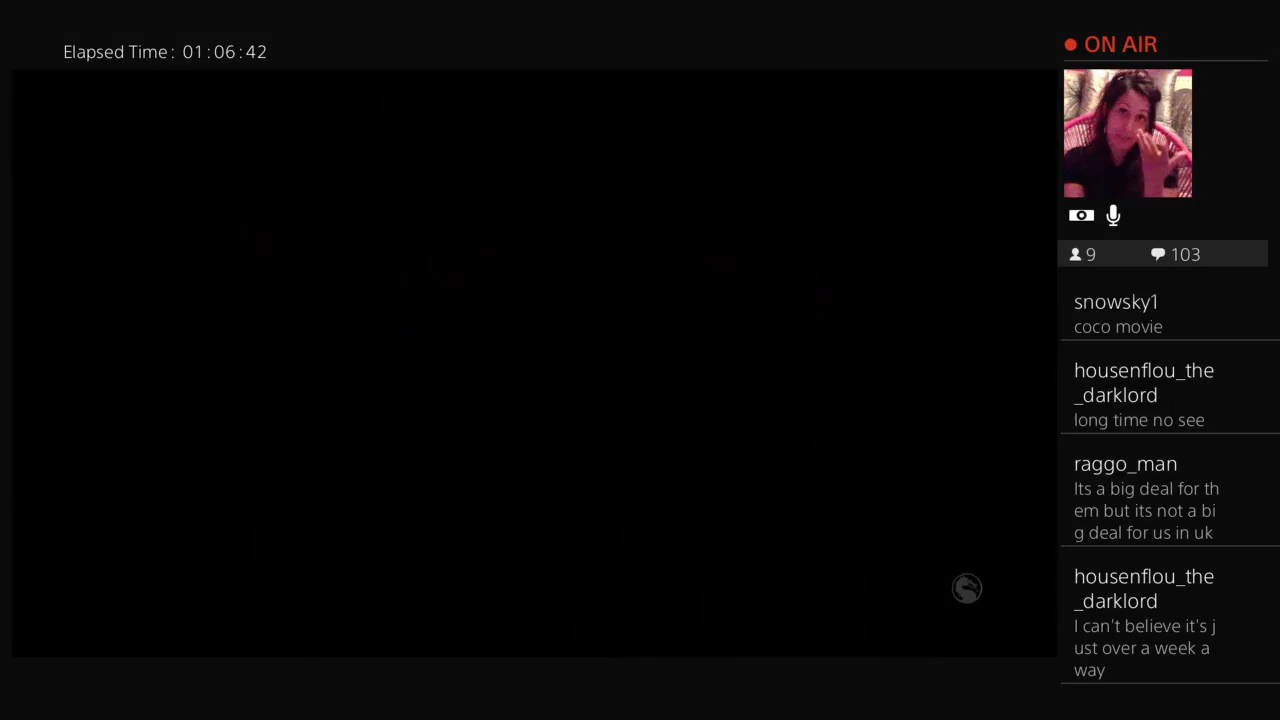 Elapsed Time: 01:06:42
ON AIR
9 103
snowsky1
coco movie
housenflou_the
_darklord
long time no see
raggo_man
Its a big deal for th
em but its not a bi
g deal for us in uk
housenflou_the
_darklord
I can't believe it's j
ust over a week a
way